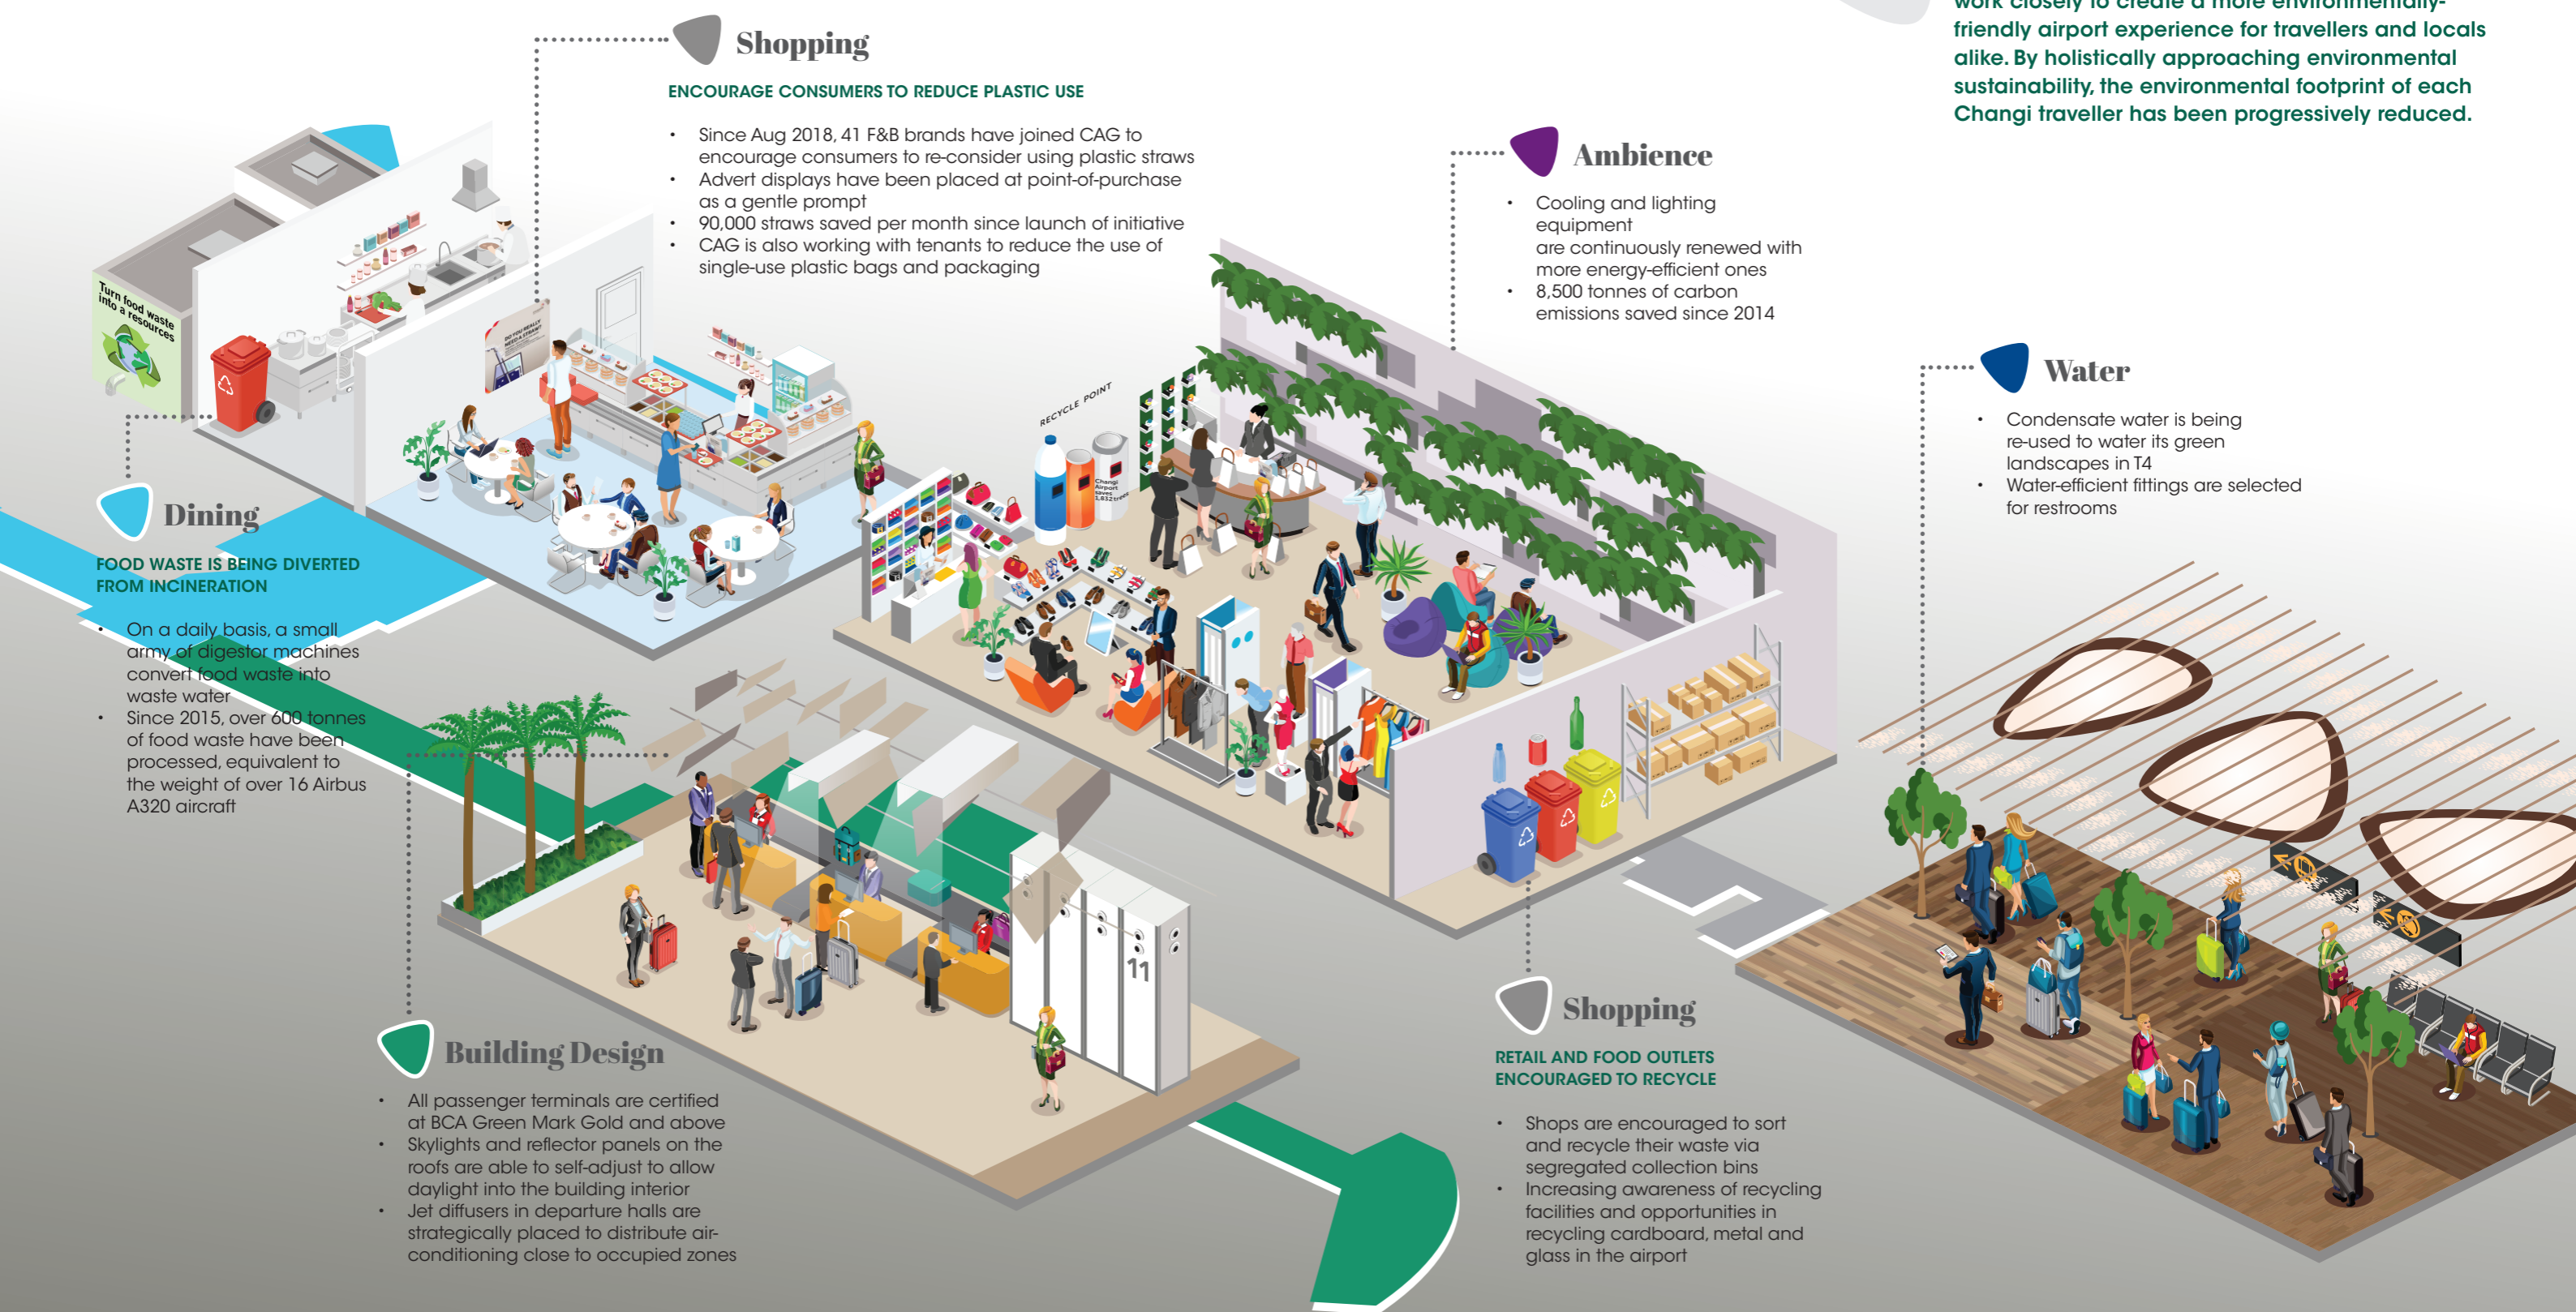 work closely to create a more environmentally-
friendly airport experience for travellers and locals
alike. By holistically approaching environmental
sustainability, the environmental footprint of each
Changi traveller has been progressively reduced.
Shopping
ENCOURAGE CONSUMERS TO REDUCE PLASTIC USE
• Since Aug 2018, 41 F&B brands have joined CAG to
encourage consumers to re-consider using plastic straws
• Advert displays have been placed at point-of-purchase
as a gentle prompt
• 90,000 straws saved per month since launch of initiative
• CAG is also working with tenants to reduce the use of
single-use plastic bags and packaging
Ambience
• Cooling and lighting
equipment
are continuously renewed with
more energy-efficient ones
• 8,500 tonnes of carbon
emissions saved since 2014
Water
• Condensate water is being
re-used to water its green
landscapes in T4
• Water-efficient fittings are selected
for restrooms
Turn food waste
into a resources
DO YOU REALLY
NEED A STRAW?
RECYCLE POINT
Changi
Airport
saves
1,832 trees
Dining
FOOD WASTE IS BEING DIVERTED
FROM INCINERATION
• On a daily basis, a small
army of digestor machines
convert food waste into
waste water
• Since 2015, over 600 tonnes
of food waste have been
processed, equivalent to
the weight of over 16 Airbus
A320 aircraft
11
Building Design
• All passenger terminals are certified
at BCA Green Mark Gold and above
• Skylights and reflector panels on the
roofs are able to self-adjust to allow
daylight into the building interior
• Jet diffusers in departure halls are
strategically placed to distribute air-
conditioning close to occupied zones
Shopping
RETAIL AND FOOD OUTLETS
ENCOURAGED TO RECYCLE
• Shops are encouraged to sort
and recycle their waste via
segregated collection bins
• Increasing awareness of recycling
facilities and opportunities in
recycling cardboard, metal and
glass in the airport